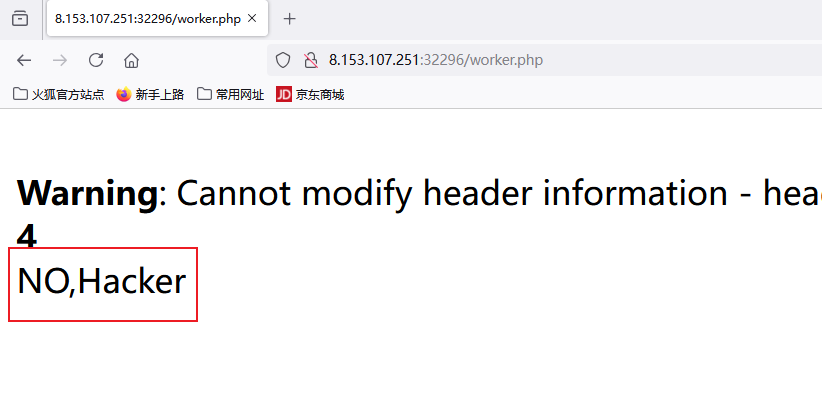 8.153.107.251:32296/worker.php
8.153.107.251:32296/worker.php
火狐官方站点 新手上路 常用网址 JD 京东商城
Warning: Cannot modify header information - hea
4
NO,Hacker